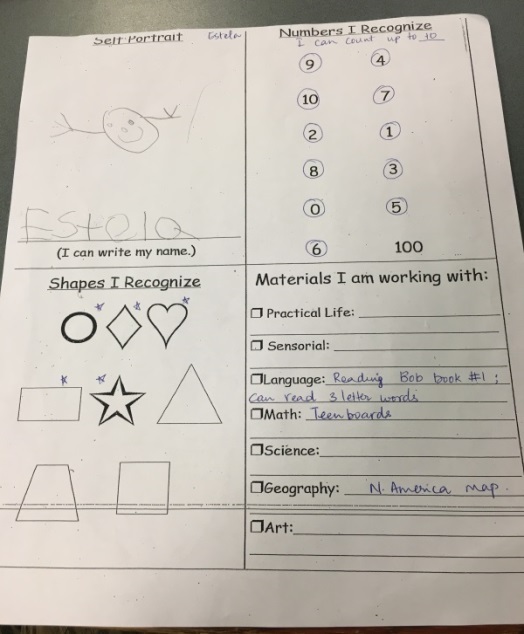 Self Portrait
Estela
Estela
(I can write my name.)
Numbers I Recognize
I can count up to 10
9 4
10 7
2 1
8 3
0 5
6 100
Shapes I Recognize
Materials I am working with:
Practical Life:
Sensorial:
Language: Reading Bob book #1;
can read 3 letter words
Math: Teen boards
Science:
Geography: N. America map.
Art: